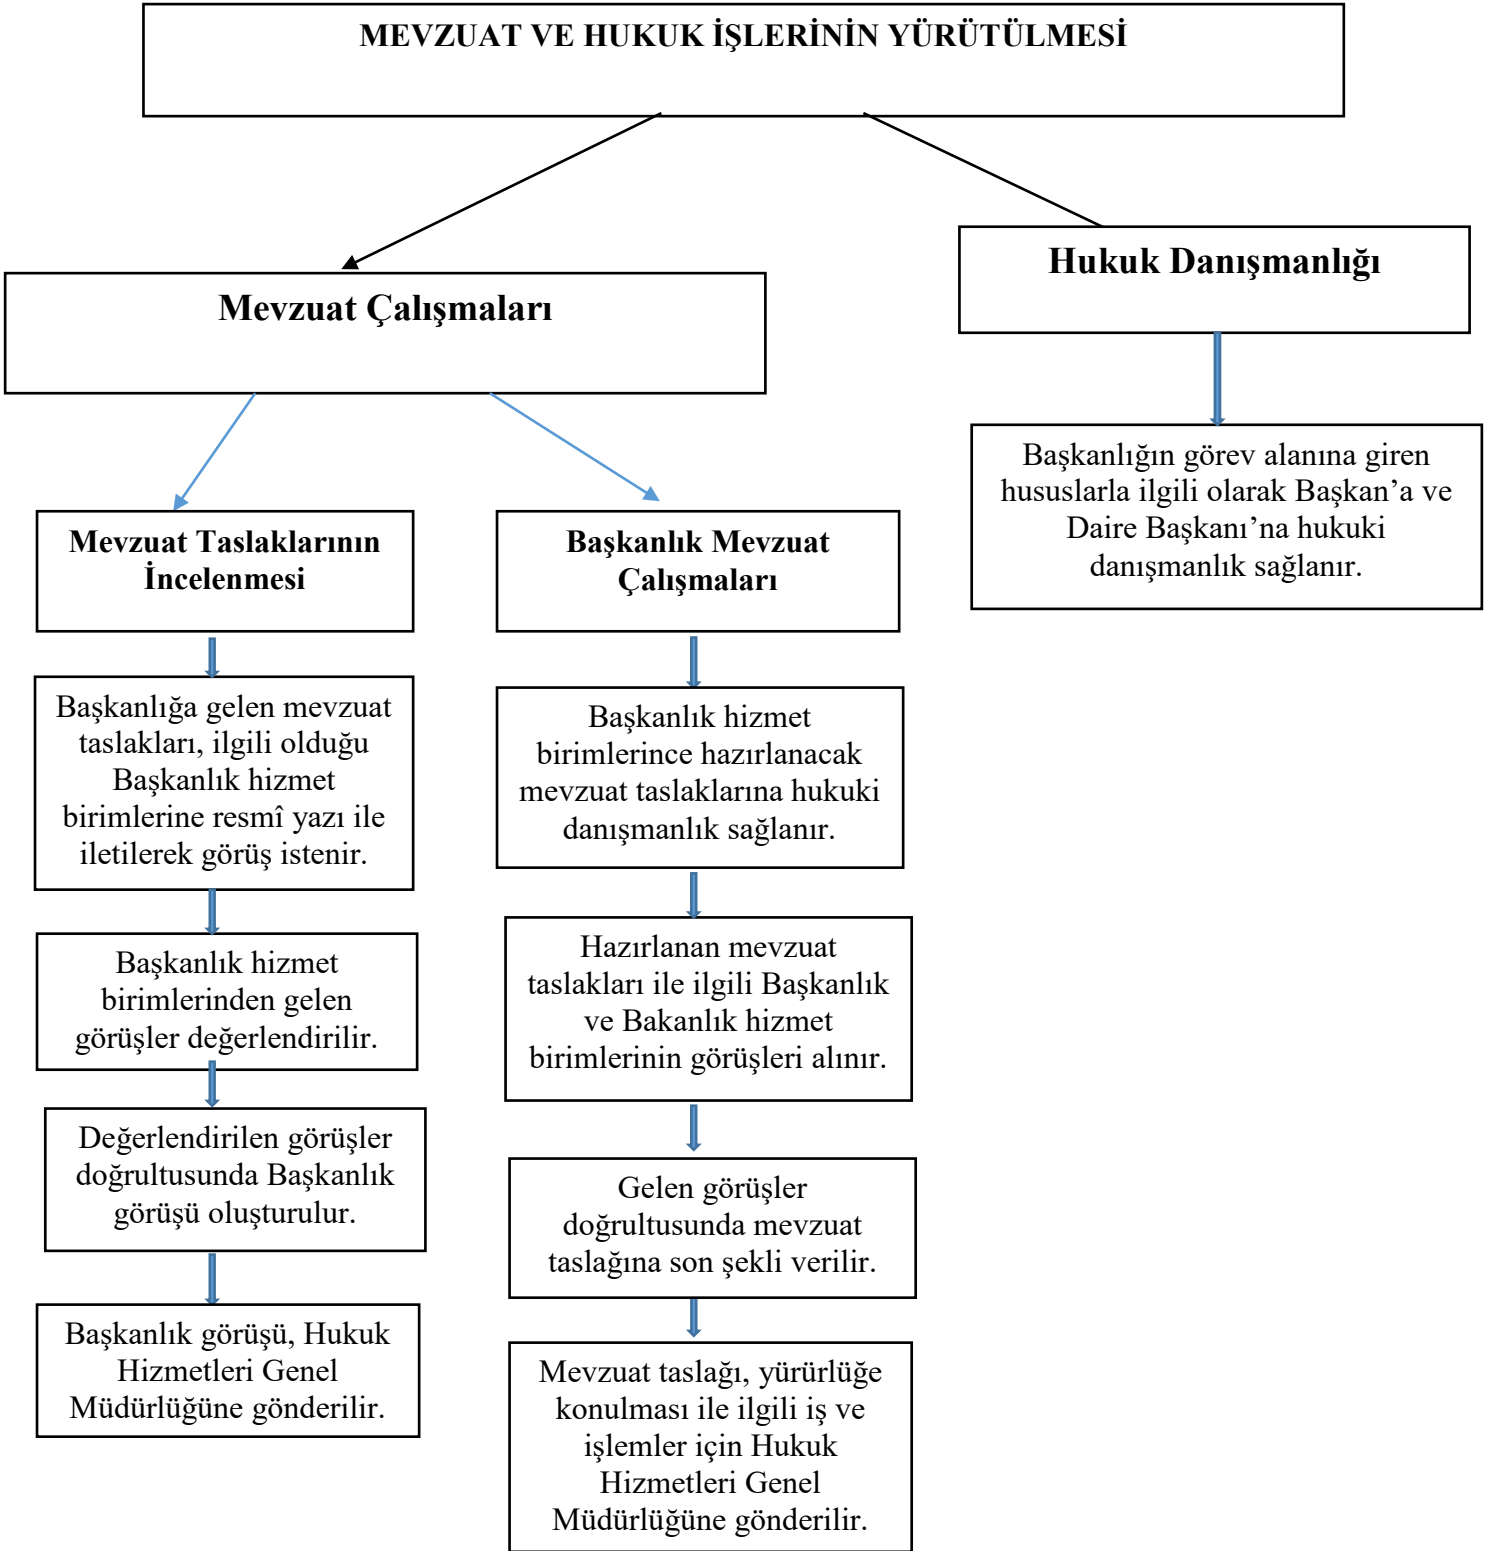 MEVZUAT VE HUKUK İŞLERİNİN YÜRÜTÜLMESİ
Mevzuat Çalışmaları
Hukuk Danışmanlığı
Mevzuat Taslaklarının
İncelenmesi
Başkanlığa gelen mevzuat
taslakları, ilgili olduğu
Başkanlık hizmet
birimlerine resmî yazı ile
iletilerek görüş istenir.
Başkanlık hizmet
birimlerinden gelen
görüşler değerlendirilir.
Değerlendirilen görüşler
doğrultusunda Başkanlık
görüşü oluşturulur.
Başkanlık görüşü, Hukuk
Hizmetleri Genel
Müdürlüğüne gönderilir.
Başkanlık Mevzuat
Çalışmaları
Başkanlık hizmet
birimlerince hazırlanacak
mevzuat taslaklarına hukuki
danışmanlık sağlanır.
Hazırlanan mevzuat
taslakları ile ilgili Başkanlık
ve Bakanlık hizmet
birimlerinin görüşleri alınır.
Gelen görüşler
doğrultusunda mevzuat
taslağına son şekli verilir.
Mevzuat taslağı, yürürlüğe
konulması ile ilgili iş ve
işlemler için Hukuk
Hizmetleri Genel
Müdürlüğüne gönderilir.
Başkanlığın görev alanına giren
hususlarla ilgili olarak Başkan’a ve
Daire Başkanı’na hukuki
danışmanlık sağlanır.